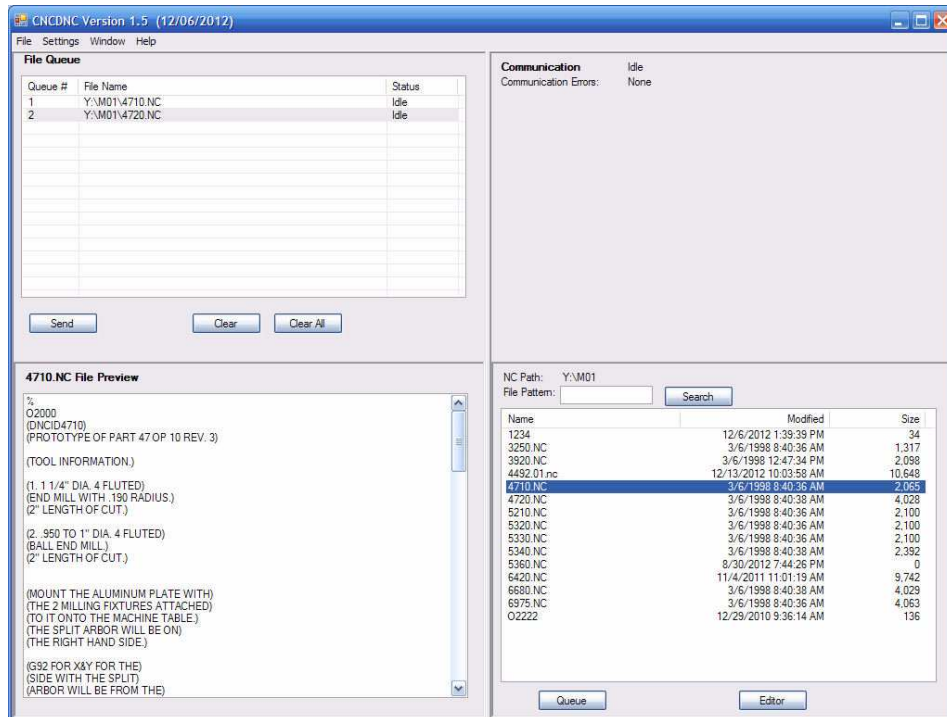 CNCDNC Version 1.5 (12/06/2012)
File Settings Window Help
File Queue
Queue # File Name Status
1 Y:\M01\4710.NC Idle
2 Y:\M01\4720.NC Idle
Send Clear Clear All
Communication Idle
Communication Errors: None
4710.NC File Preview
%
O2000
(DNCID4710)
(PROTOTYPE OF PART 47 OP 10 REV. 3)
(TOOL INFORMATION.)
(1. 1 1/4" DIA. 4 FLUTED)
(END MILL WITH .190 RADIUS.)
(2" LENGTH OF CUT.)
(2. .950 TO 1" DIA. 4 FLUTED)
(BALL END MILL.)
(2" LENGTH OF CUT.)
(MOUNT THE ALUMINUM PLATE WITH)
(THE 2 MILLING FIXTURES ATTACHED)
(TO IT ONTO THE MACHINE TABLE.)
(THE SPLIT ARBOR WILL BE ON)
(THE RIGHT HAND SIDE.)
(G92 FOR X&Y FOR THE)
(SIDE WITH THE SPLIT)
(ARBOR WILL BE FROM THE)
NC Path: Y:\M01
File Pattern: Search
Name Modified Size
1234 12/6/2012 1:39:39 PM 34
3250.NC 3/6/1998 8:40:36 AM 1,317
3920.NC 3/6/1998 12:47:34 PM 2,098
4492.01.nc 12/13/2012 10:03:58 AM 10,648
4710.NC 3/6/1998 8:40:36 AM 2,065
4720.NC 3/6/1998 8:40:38 AM 4,028
5210.NC 3/6/1998 8:40:36 AM 2,100
5320.NC 3/6/1998 8:40:36 AM 2,100
5330.NC 3/6/1998 8:40:36 AM 2,100
5340.NC 3/6/1998 8:40:38 AM 2,392
5360.NC 8/30/2012 7:44:26 PM 0
6420.NC 11/4/2011 11:01:19 AM 9,742
6680.NC 3/6/1998 8:40:38 AM 4,029
6975.NC 3/6/1998 8:40:36 AM 4,063
O2222 12/29/2010 9:36:14 AM 136
Queue Editor